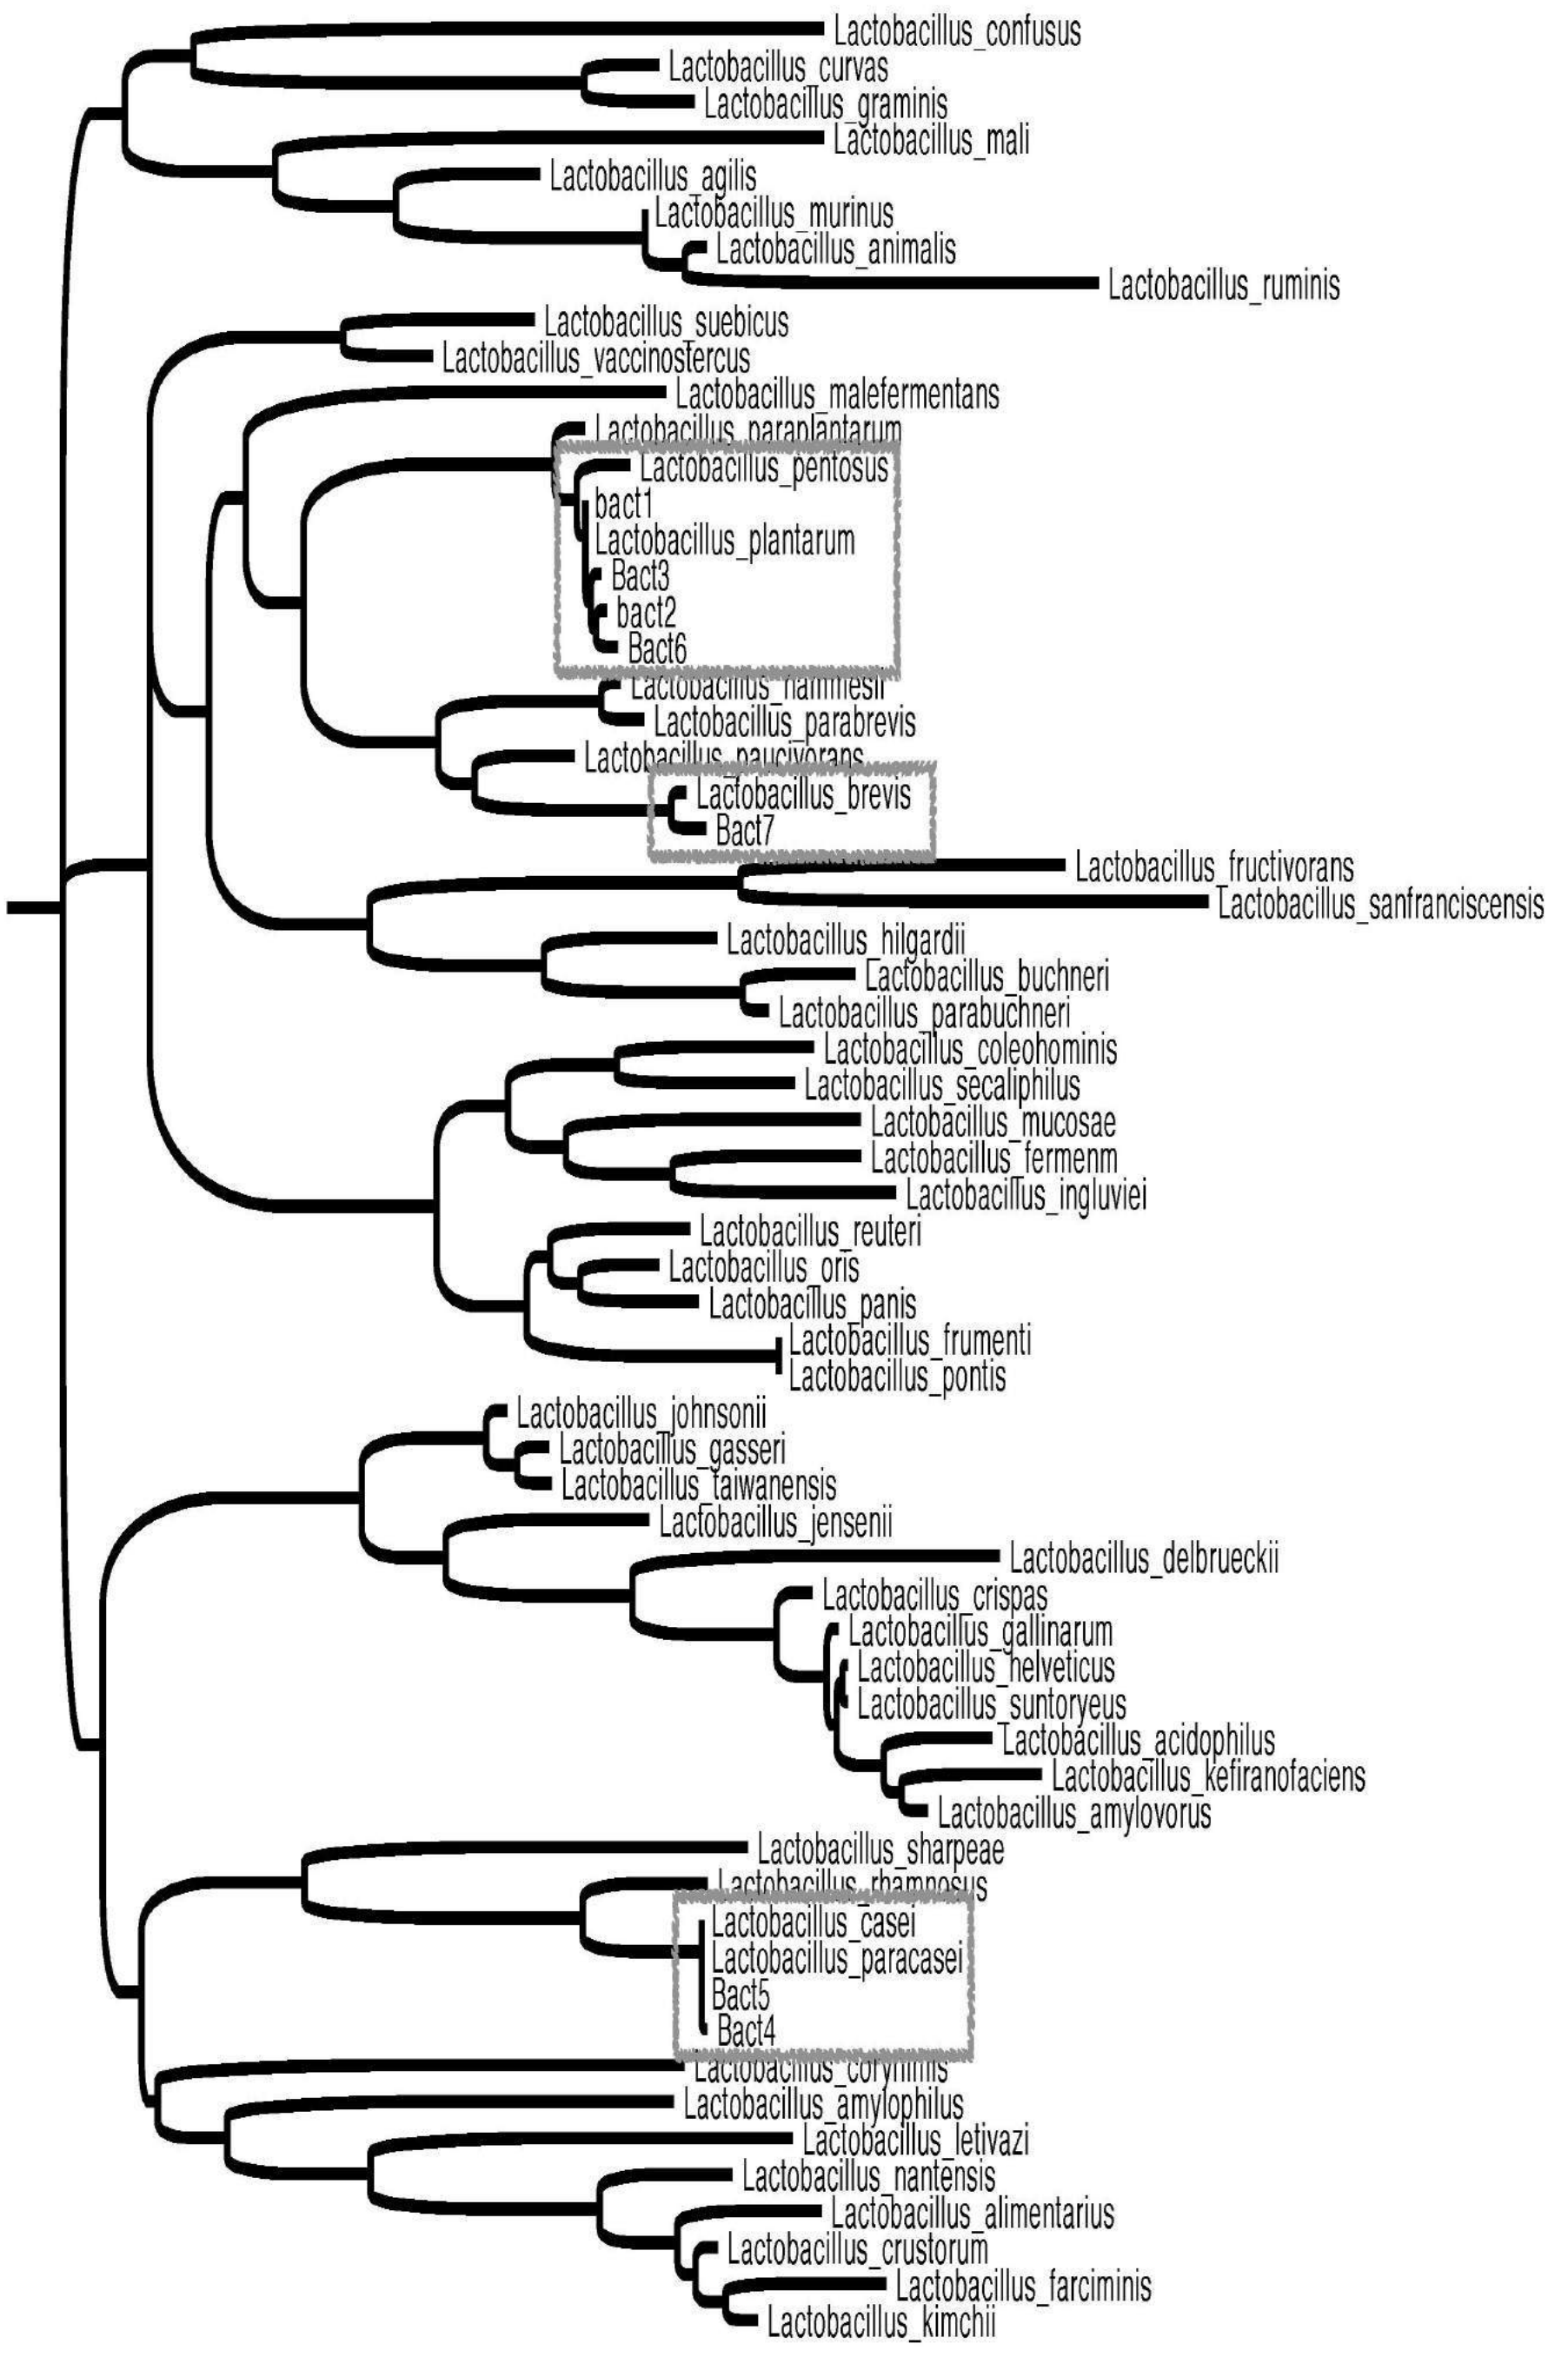 Lactobacillus_confusus
Lactobacillus_curvas
Lactobacillus_graminis
Lactobacillus_mali
Lactobacillus_agilis
Lactobacillus_murinus
Lactobacillus_animalis
Lactobacillus_ruminis
Lactobacillus_suebicus
Lactobacillus_vaccinostercus
Lactobacillus_malefermentans
Lactobacillus_paraplantarum
Lactobacillus_pentosus
bact1
Lactobacillus_plantarum
Bact3
bact2
Bact6
Lactobacillus_hammesii
Lactobacillus_parabrevis
Lactobacillus_paucivorans
Lactobacillus_brevis
Bact7
Lactobacillus_fructivorans
Lactobacillus_sanfranciscensis
Lactobacillus_hilgardii
Lactobacillus_buchneri
Lactobacillus_parabuchneri
Lactobacillus_coleohominis
Lactobacillus_secaliphilus
Lactobacillus_mucosae
Lactobacillus_fermenm
Lactobacillus_ingluviei
Lactobacillus_reuteri
Lactobacillus_oris
Lactobacillus_panis
Lactobacillus_frumenti
Lactobacillus_pontis
Lactobacillus_johnsonii
Lactobacillus_gasseri
Lactobacillus_taiwanensis
Lactobacillus_jensenii
Lactobacillus_delbrueckii
Lactobacillus_crispas
Lactobacillus_gallinarum
Lactobacillus_helveticus
Lactobacillus_suntoryeus
Lactobacillus_acidophilus
Lactobacillus_kefiranofaciens
Lactobacillus_amylovorus
Lactobacillus_sharpeae
Lactobacillus_rhamnosus
Lactobacillus_casei
Lactobacillus_paracasei
Bact5
Bact4
Lactobacillus_corynimis
Lactobacillus_amylophilus
Lactobacillus_letivazi
Lactobacillus_nantensis
Lactobacillus_alimentarius
Lactobacillus_crustorum
Lactobacillus_farciminis
Lactobacillus_kimchii